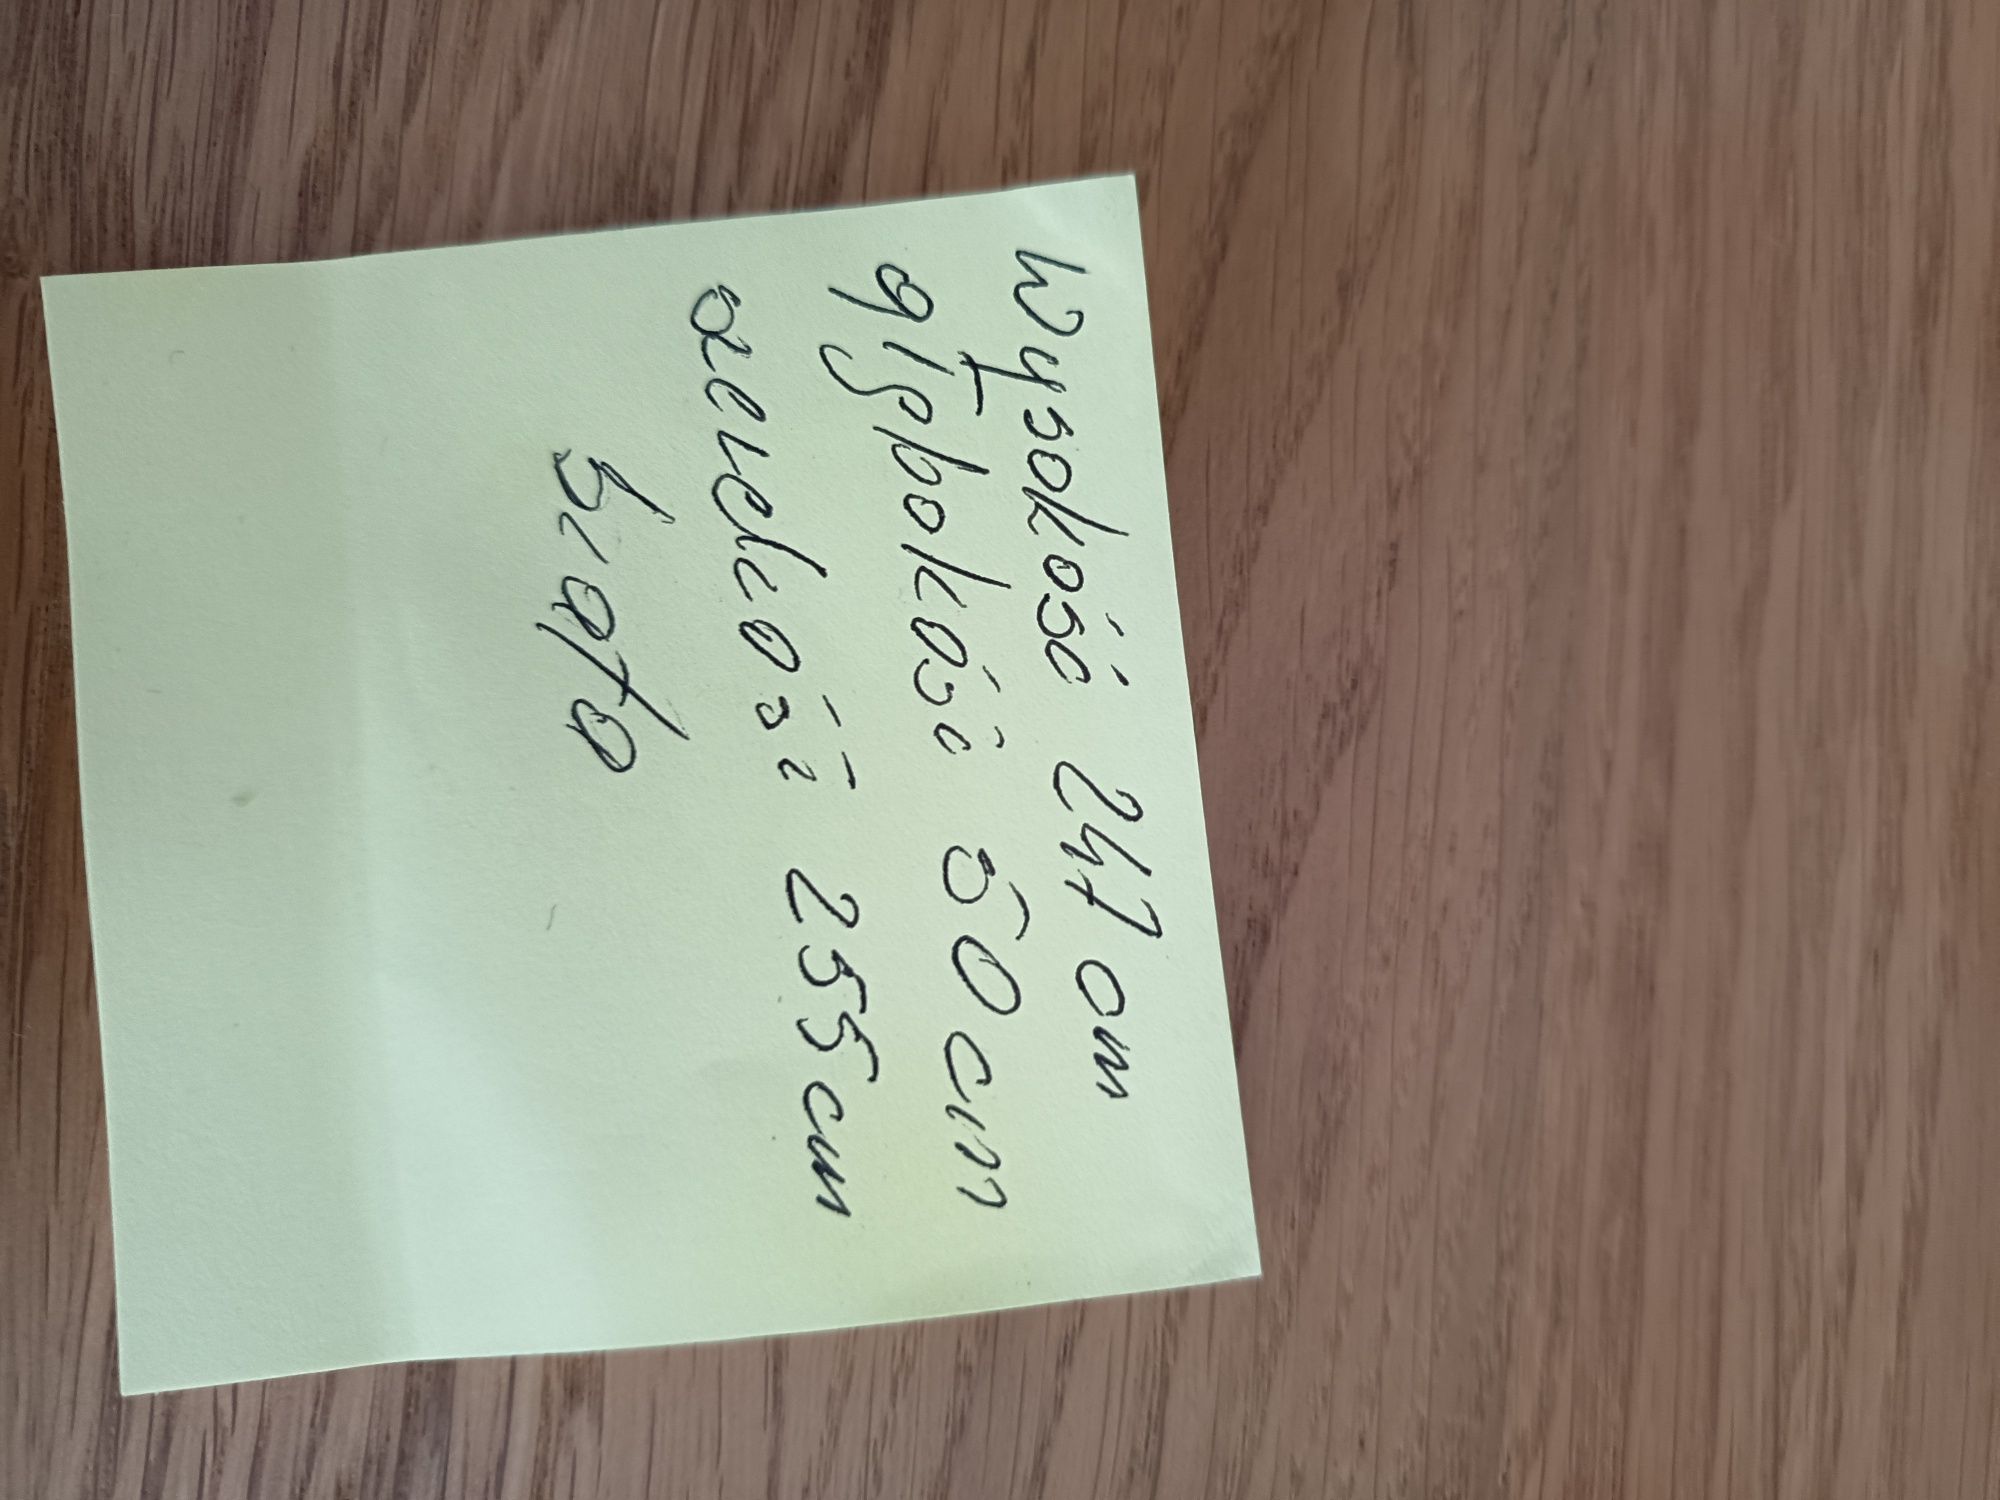 Wysokość 247 cm
głębokość 50 cm
szerokość 255 cm
biała